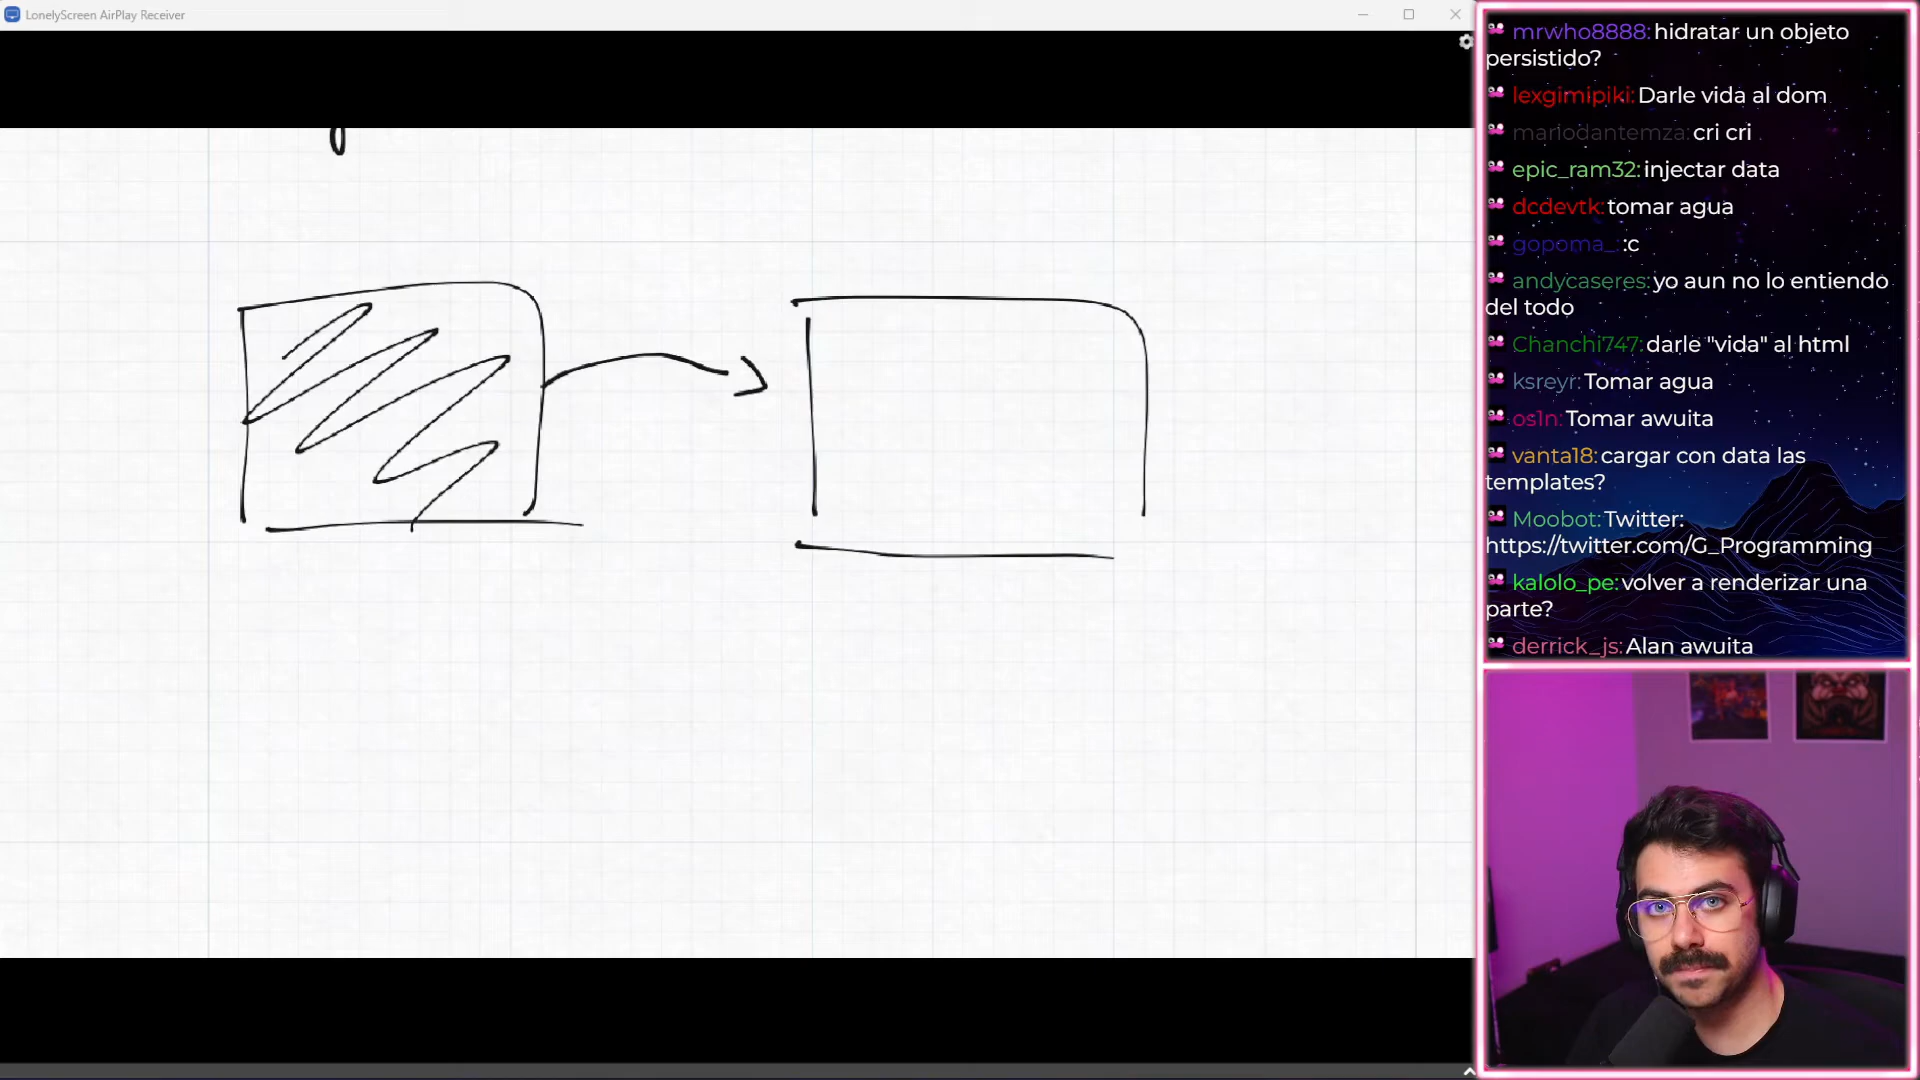 LonelyScreen AirPlay Receiver
mrwho8888: hidratar un objeto
persistido?
lexgimipiki: Darle vida al dom
mariodantemza: cri cri
epic_ram32: injectar data
dcdevtk: tomar agua
gopoma_: :c
andycaseres: yo aun no lo entiendo
del todo
Chanchi747: darle "vida" al html
ksreyr: Tomar agua
os1n: Tomar awuita
vanta18: cargar con data las
templates?
Moobot: Twitter:
https://twitter.com/G_Programming
kalolo_pe: volver a renderizar una
parte?
derrick_js: Alan awuita